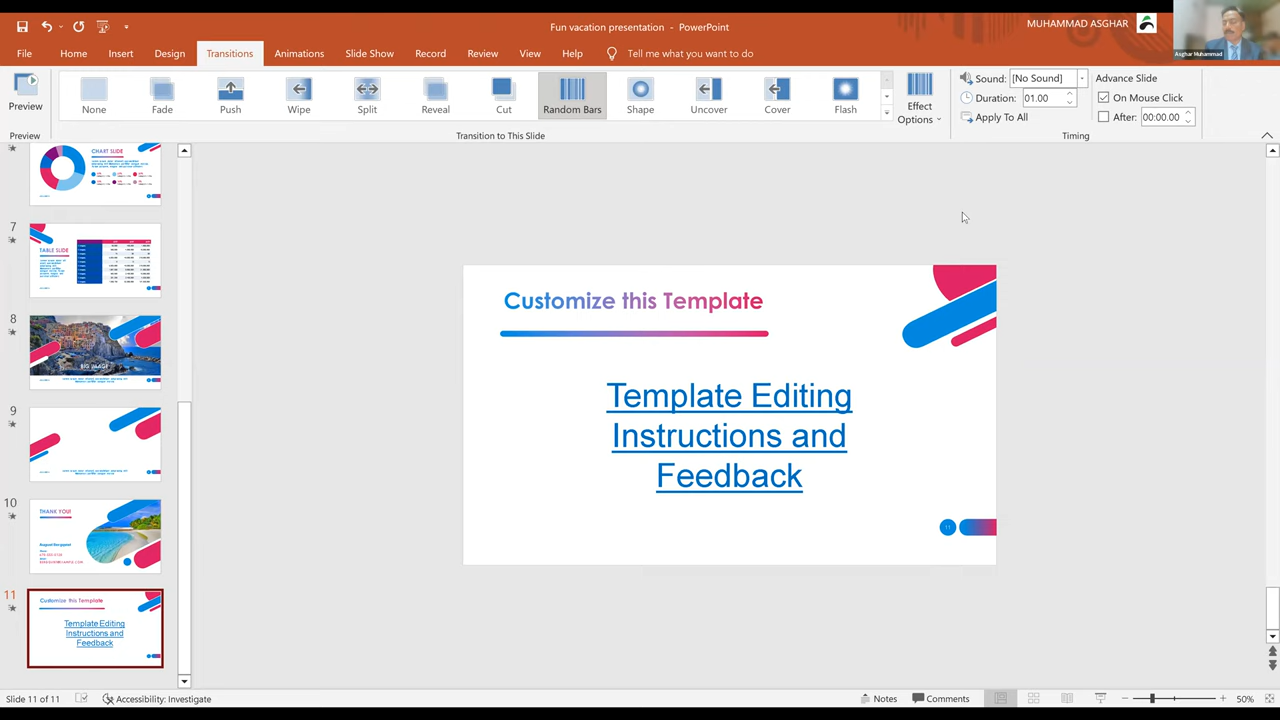 Fun vacation presentation - PowerPoint
MUHAMMAD ASGHAR
Asghar Muhammad
File Home Insert Design Transitions Animations Slide Show Record Review View Help Tell me what you want to do
Preview
None Fade Push Wipe Split Reveal Cut Random Bars Shape Uncover Cover Flash
Effect
Options
Sound: [No Sound]
Duration: 01.00
Apply To All
Advance Slide
On Mouse Click
After: 00:00.00
Preview
Transition to This Slide
Timing
CHART SLIDE
7
TABLE SLIDE
8
BIG IMAGE
9
10
THANK YOU!
11
Customize this Template
Template Editing
Instructions and
Feedback
Customize this Template
Template Editing
Instructions and
Feedback
11
Slide 11 of 11
Accessibility: Investigate
Notes
Comments
50%